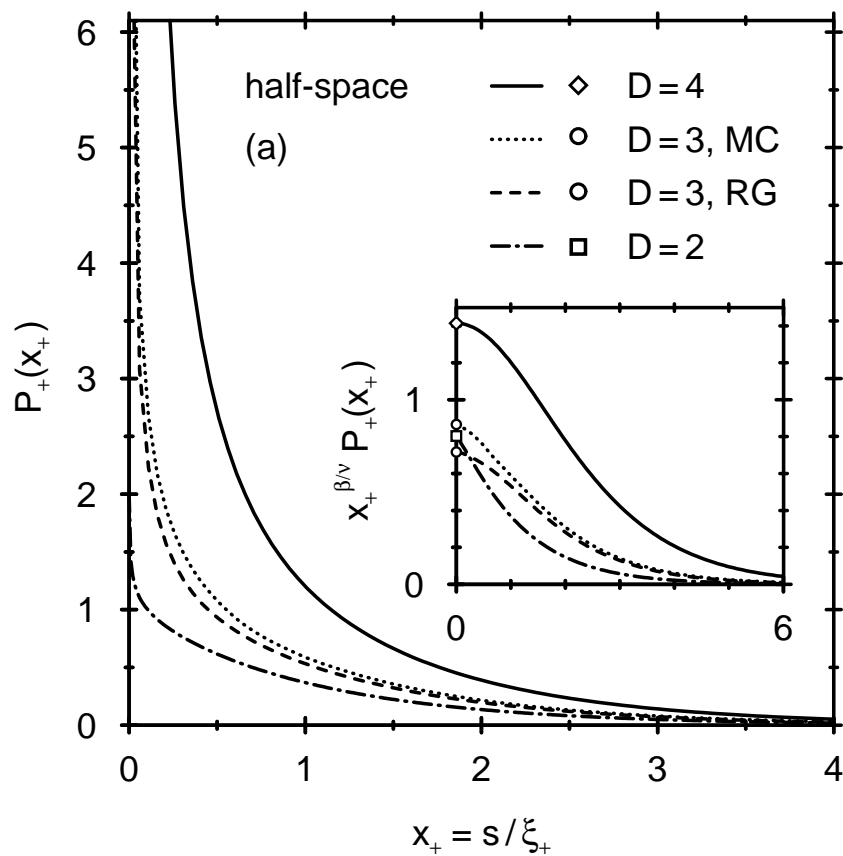 half-space
(a)
D = 4
D = 3, MC
D = 3, RG
D = 2
P₊(x₊)
6
5
4
3
2
1
0
0 1 2 3 4
x₊ = s / ξ₊
x₊^β/ν P₊(x₊)
1
0
0 6